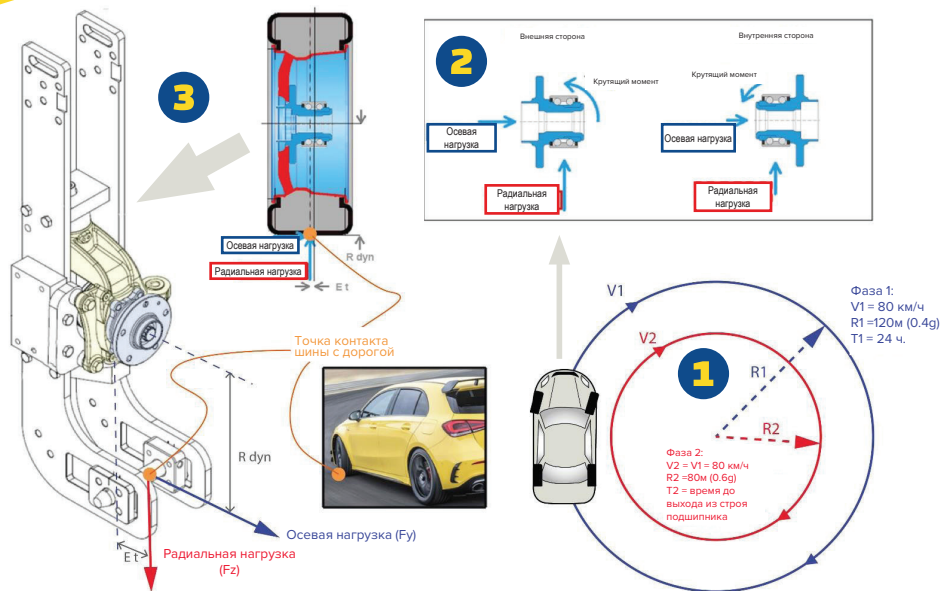 3
Осевая нагрузка
R dyn
Радиальная нагрузка
E t
2
Внешняя сторона
Внутренняя сторона
Крутящий момент
Крутящий момент
Осевая
нагрузка
Осевая нагрузка
Радиальная
нагрузка
Радиальная
нагрузка
Точка контакта
шины с дорогой
R dyn
Осевая нагрузка (Fy)
E t
Радиальная нагрузка
(Fz)
V1
V2
1
R1
R2
Фаза 1:
V1 = 80 км/ч
R1 =120м (0.4g)
T1 = 24 ч.
Фаза 2:
V2 = V1 = 80 км/ч
R2 =80м (0.6g)
T2 = время до
выхода из строя
подшипника